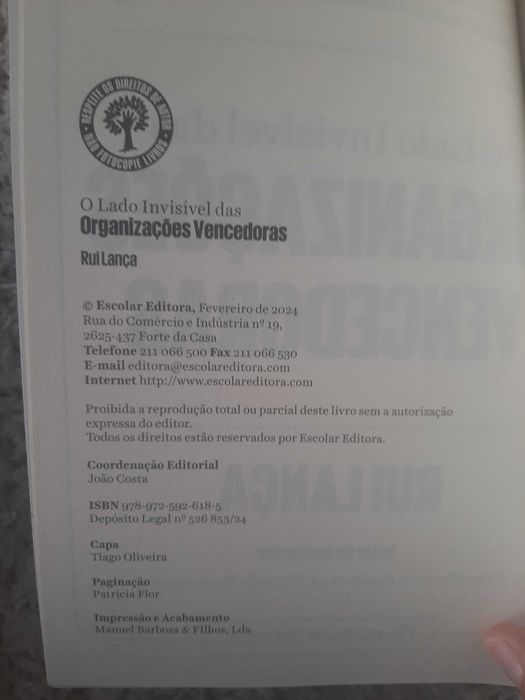 RESPEITE OS DIREITOS DE AUTOR
NÃO FOTOCOPIE LIVROS
O Lado Invisível das
Organizações Vencedoras
Rui Lança
© Escolar Editora, Fevereiro de 2024
Rua do Comércio e Indústria nº 19,
2625-437 Forte da Casa
Telefone 211 066 500 Fax 211 066 530
E-mail editora@escolareditora.com
Internet http://www.escolareditora.com
Proibida a reprodução total ou parcial deste livro sem a autorização
expressa do editor.
Todos os direitos estão reservados por Escolar Editora.
Coordenação Editorial
João Costa
ISBN 978-972-592-618-5
Depósito Legal nº 526 853/24
Capa
Tiago Oliveira
Paginação
Patricia Flor
Impressão e Acabamento
Manuel Barbosa & FIlhos, Lda.